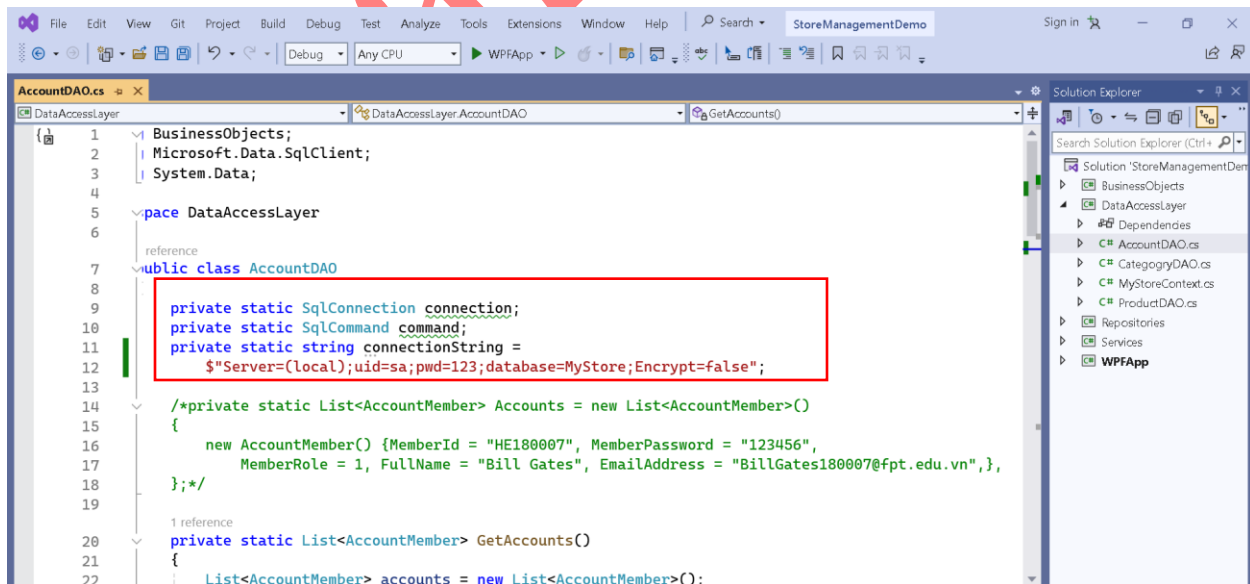 File Edit View Git Project Build Debug Test Analyze Tools Extensions Window Help Search StoreManagementDemo Sign in
Debug Any CPU WPFApp
AccountDAO.cs
DataAccessLayer DataAccessLayer.AccountDAO GetAccounts()
1 BusinessObjects;
2 Microsoft.Data.SqlClient;
3 System.Data;
4
5 pace DataAccessLayer
6
reference
7 ublic class AccountDAO
8
9 private static SqlConnection connection;
10 private static SqlCommand command;
11 private static string connectionString =
12 $"Server=(local);uid=sa;pwd=123;database=MyStore;Encrypt=false";
13
14 /*private static List<AccountMember> Accounts = new List<AccountMember>()
15 {
16 new AccountMember() {MemberId = "HE180007", MemberPassword = "123456",
17 MemberRole = 1, FullName = "Bill Gates", EmailAddress = "BillGates180007@fpt.edu.vn",},
18 };*/
19
1 reference
20 private static List<AccountMember> GetAccounts()
21 {
22 List<AccountMember> accounts = new List<AccountMember>();
Solution Explorer
Search Solution Explorer (Ctrl+
Solution 'StoreManagementDem
C# BusinessObjects
C# DataAccessLayer
Dependencies
C# AccountDAO.cs
C# CategogryDAO.cs
C# MyStoreContext.cs
C# ProductDAO.cs
C# Repositories
C# Services
C# WPFApp